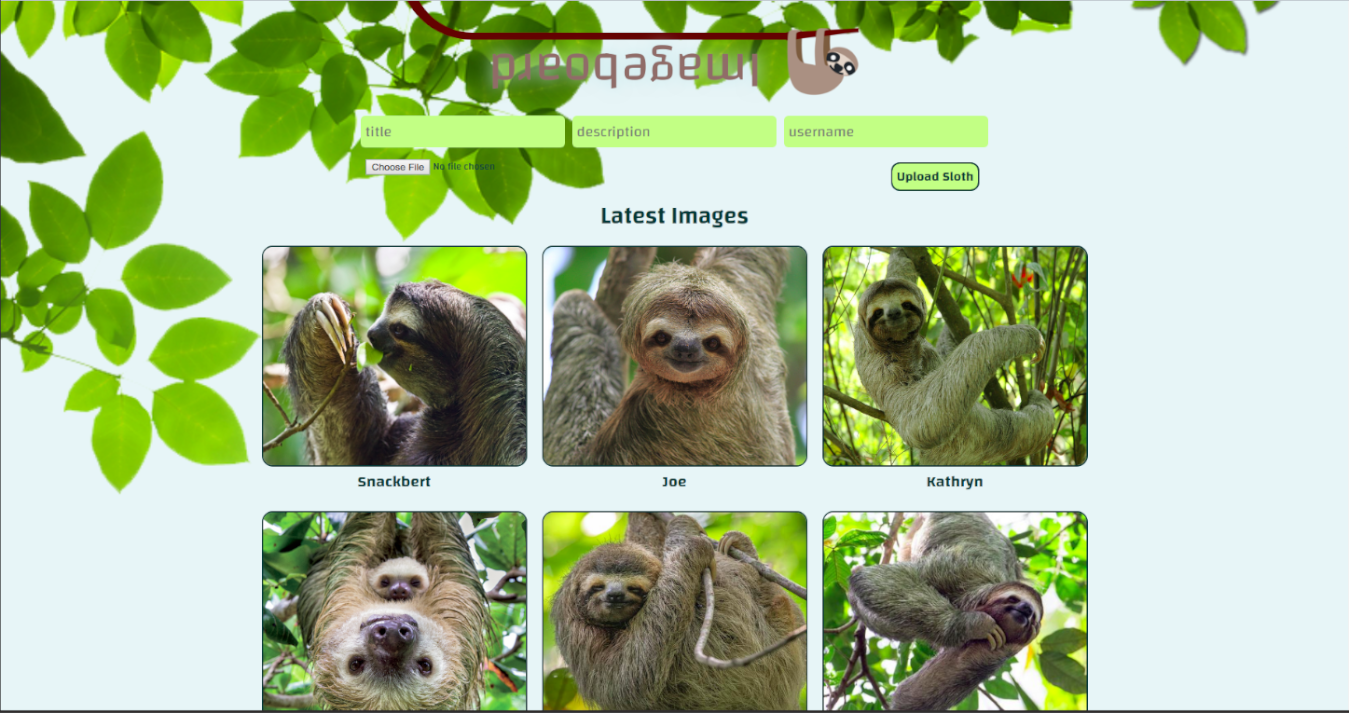 Imageboard
title description username
Choose File No file chosen Upload Sloth
Latest Images
Snackbert Joe Kathryn